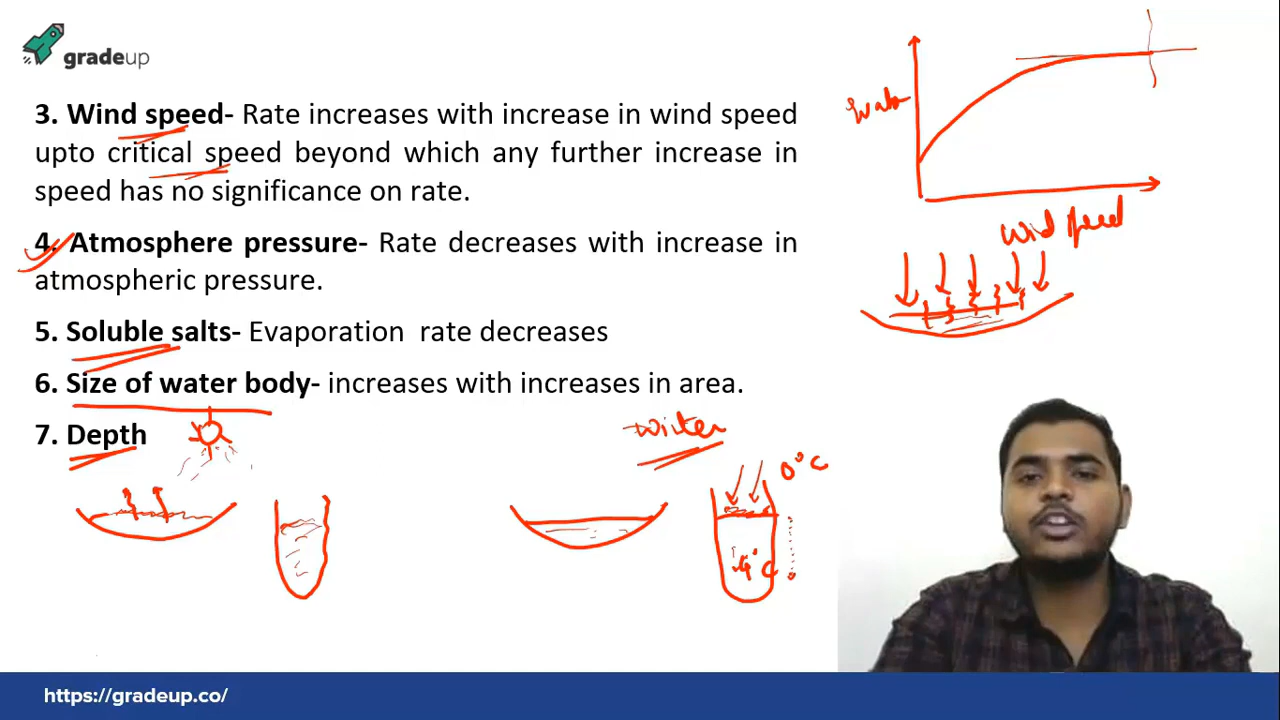 gradeup
3. Wind speed- Rate increases with increase in wind speed
upto critical speed beyond which any further increase in
speed has no significance on rate.
4. Atmosphere pressure- Rate decreases with increase in
atmospheric pressure.
5. Soluble salts- Evaporation rate decreases
6. Size of water body- increases with increases in area.
7. Depth
wind speed
winter
0°C
4°C
https://gradeup.co/